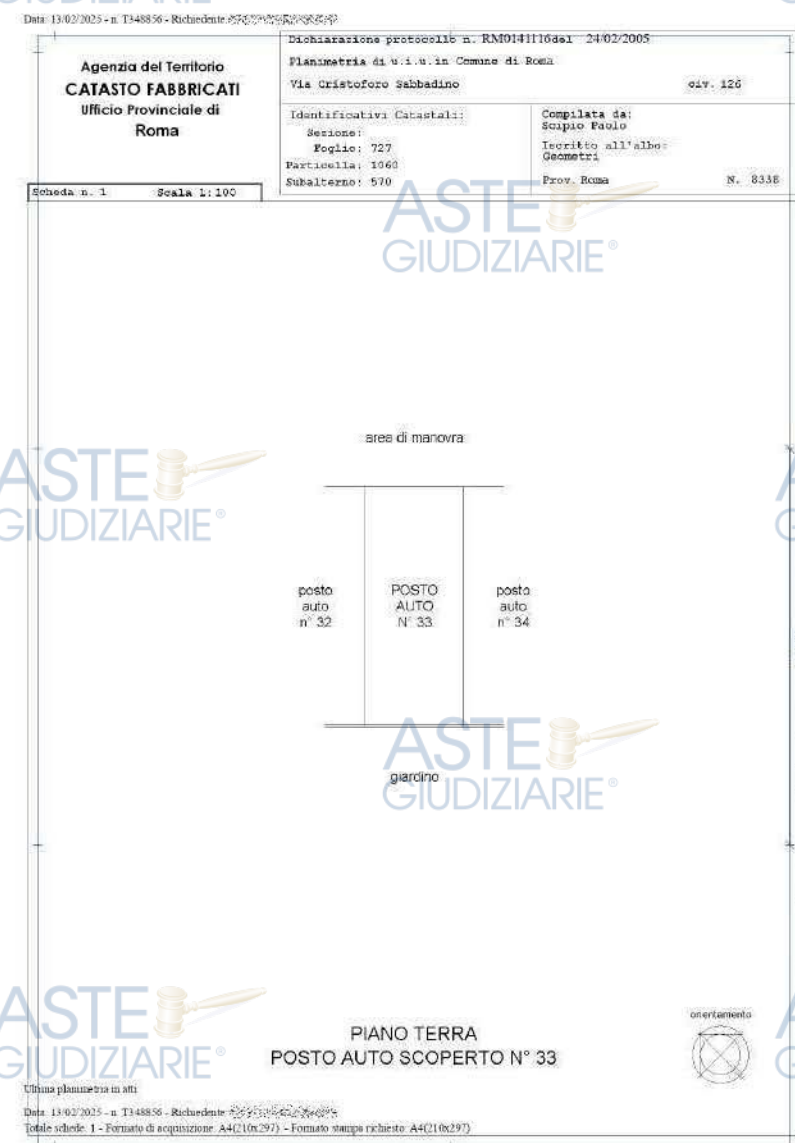 Data: 13/02/2025 - n. T348856 - Richiedente:
Agenzia del Territorio
CATASTO FABBRICATI
Ufficio Provinciale di
Roma
Scheda n. 1 Scala 1:100
Dichiarazione protocollo n. RM0141116del 24/02/2005
Planimetria di u.i.u. in Comune di Roma
Via Cristoforo Sabbadino civ. 126
Identificativi Catastali:
Sezione:
Foglio: 727
Particella: 1060
Subalterno: 570
Compilata da:
Scipio Paolo
Iscritto all'albo:
Geometri
Prov. Roma N. 8338
ASTE
GIUDIZIARIE®
area di manovra
ASTE
GIUDIZIARIE®
posto
auto
n° 32
POSTO
AUTO
N° 33
posto
auto
n° 34
ASTE
GIUDIZIARIE®
giardino
ASTE
GIUDIZIARIE®
orientamento
PIANO TERRA
POSTO AUTO SCOPERTO N° 33
Ultima planimetria in atti
Data: 13/02/2025 - n. T348856 - Richiedente:
Totale schede: 1 - Formato di acquisizione: A4(210x297) - Formato stampa richiesto: A4(210x297)